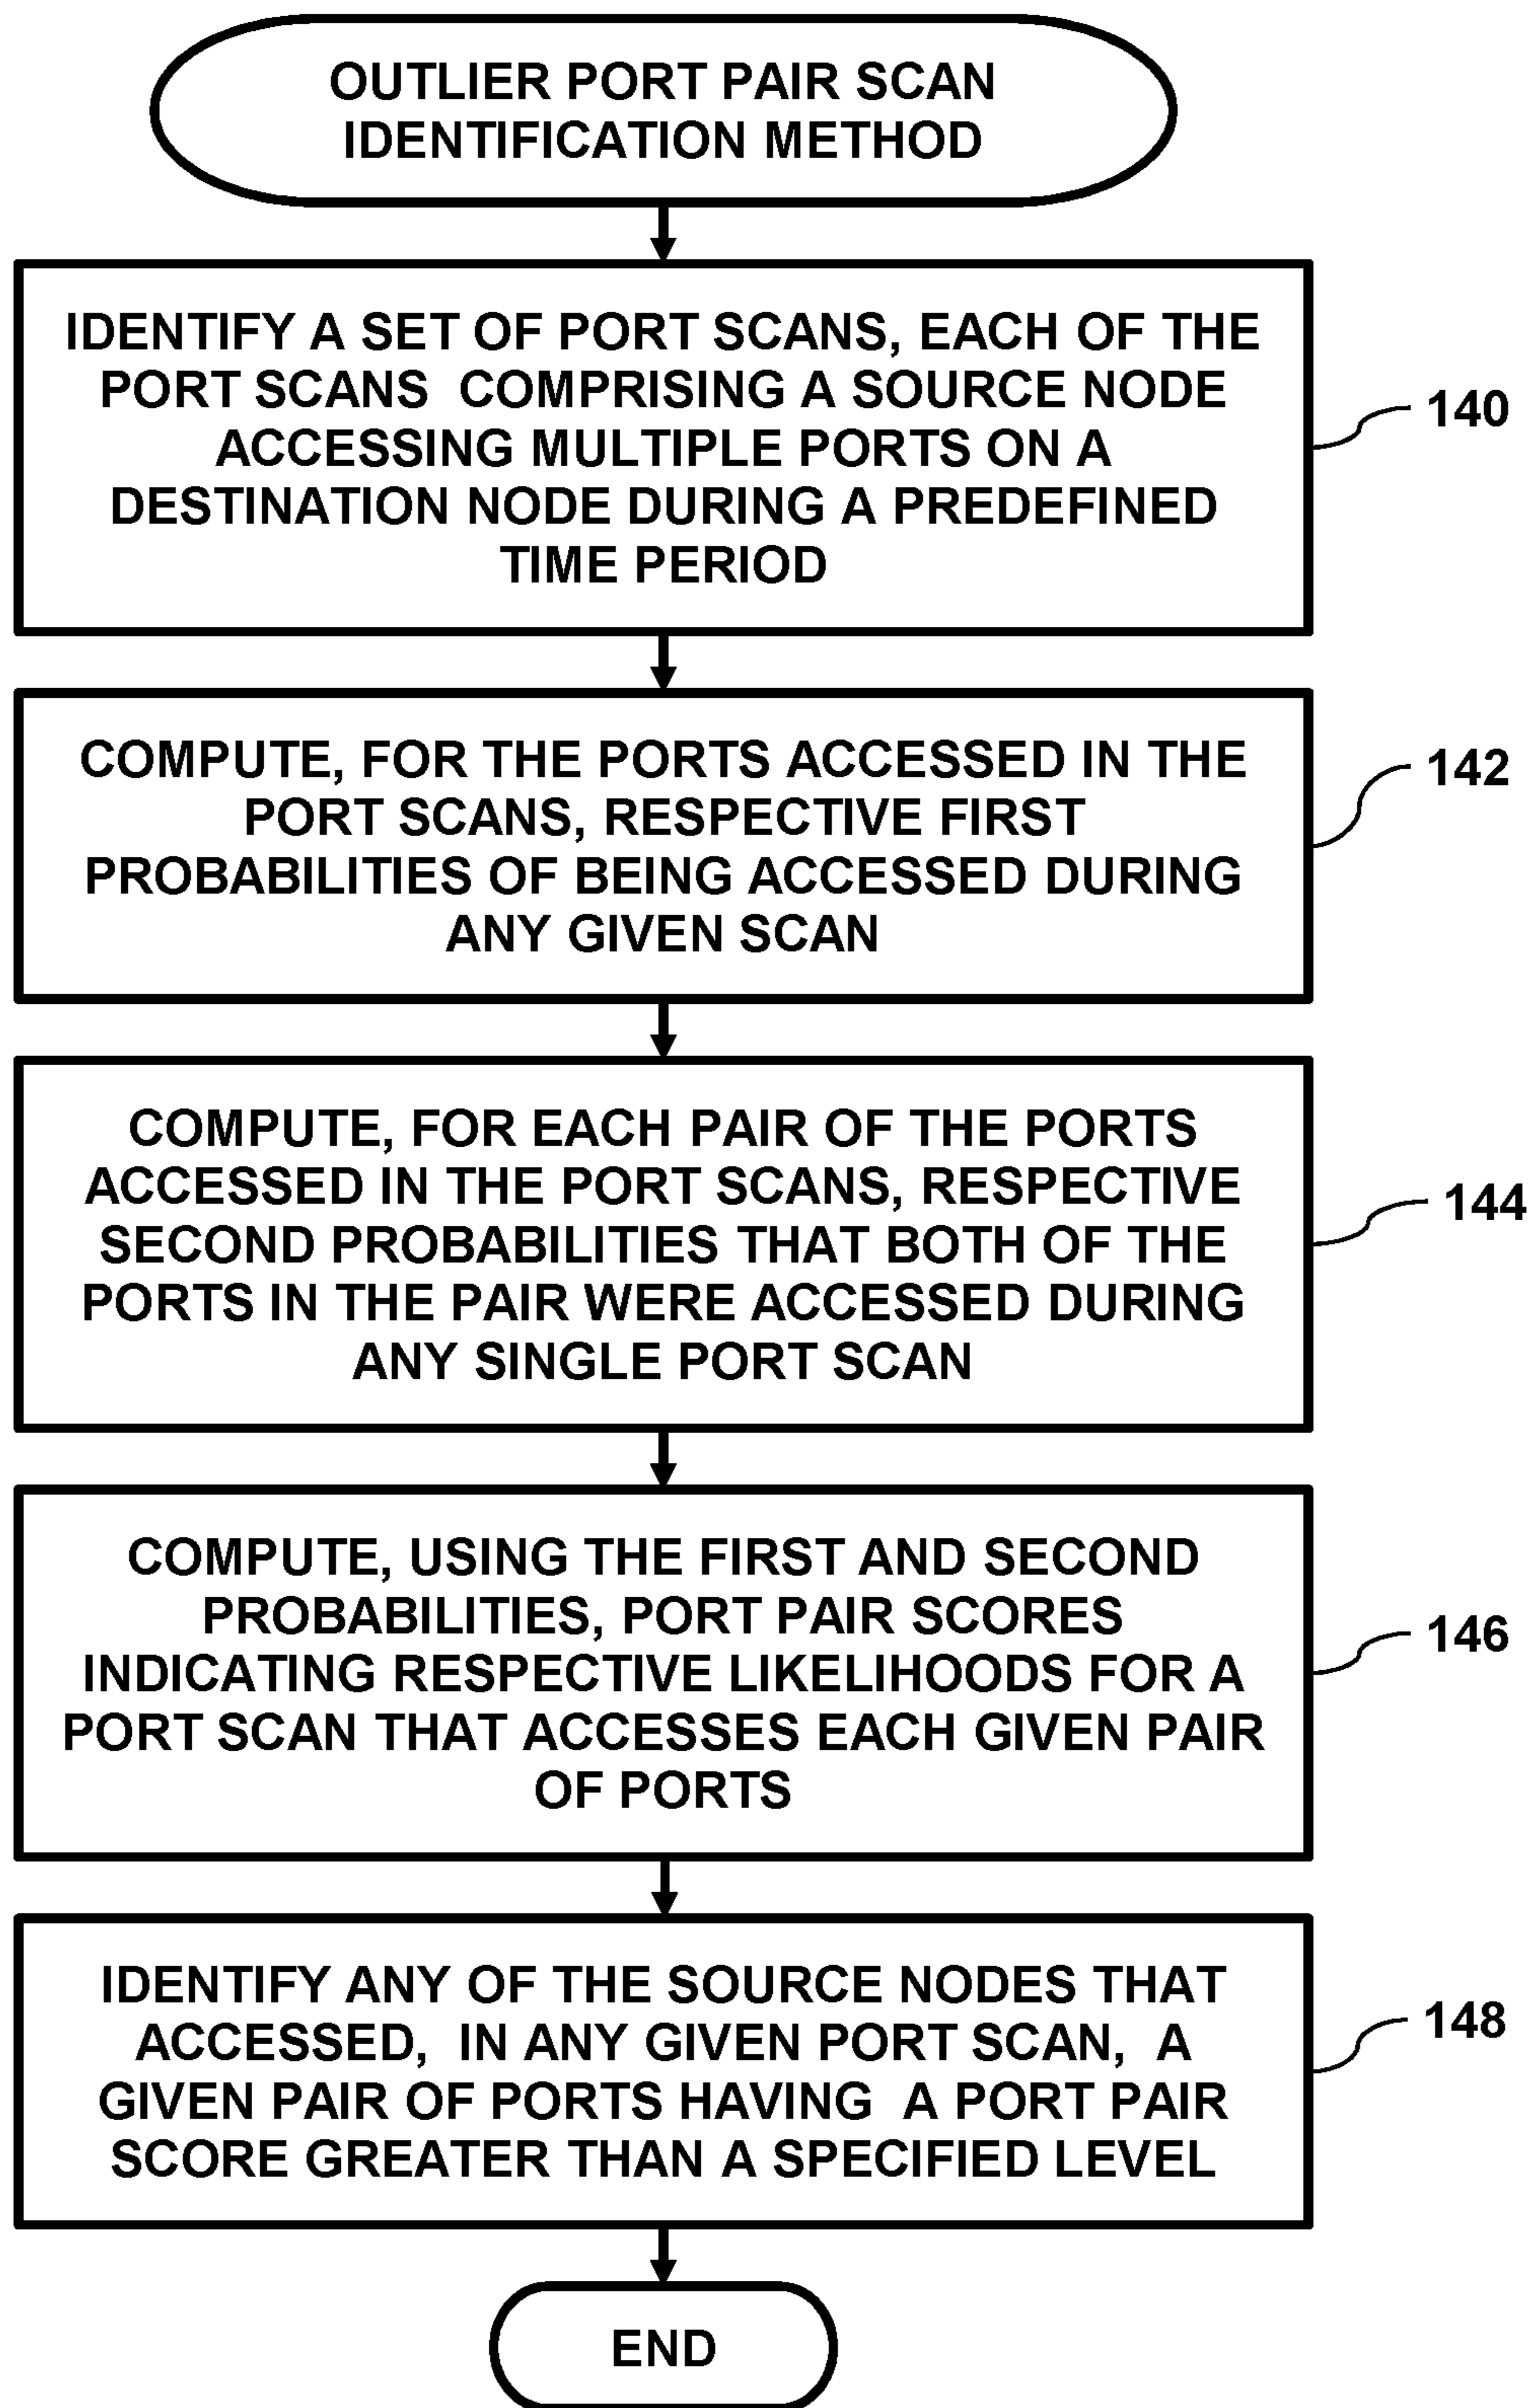 OUTLIER PORT PAIR SCAN
IDENTIFICATION METHOD
IDENTIFY A SET OF PORT SCANS, EACH OF THE
PORT SCANS COMPRISING A SOURCE NODE
ACCESSING MULTIPLE PORTS ON A
DESTINATION NODE DURING A PREDEFINED
TIME PERIOD
140
COMPUTE, FOR THE PORTS ACCESSED IN THE
PORT SCANS, RESPECTIVE FIRST
PROBABILITIES OF BEING ACCESSED DURING
ANY GIVEN SCAN
142
COMPUTE, FOR EACH PAIR OF THE PORTS
ACCESSED IN THE PORT SCANS, RESPECTIVE
SECOND PROBABILITIES THAT BOTH OF THE
PORTS IN THE PAIR WERE ACCESSED DURING
ANY SINGLE PORT SCAN
144
COMPUTE, USING THE FIRST AND SECOND
PROBABILITIES, PORT PAIR SCORES
INDICATING RESPECTIVE LIKELIHOODS FOR A
PORT SCAN THAT ACCESSES EACH GIVEN PAIR
OF PORTS
146
IDENTIFY ANY OF THE SOURCE NODES THAT
ACCESSED, IN ANY GIVEN PORT SCAN, A
GIVEN PAIR OF PORTS HAVING A PORT PAIR
SCORE GREATER THAN A SPECIFIED LEVEL
148
END